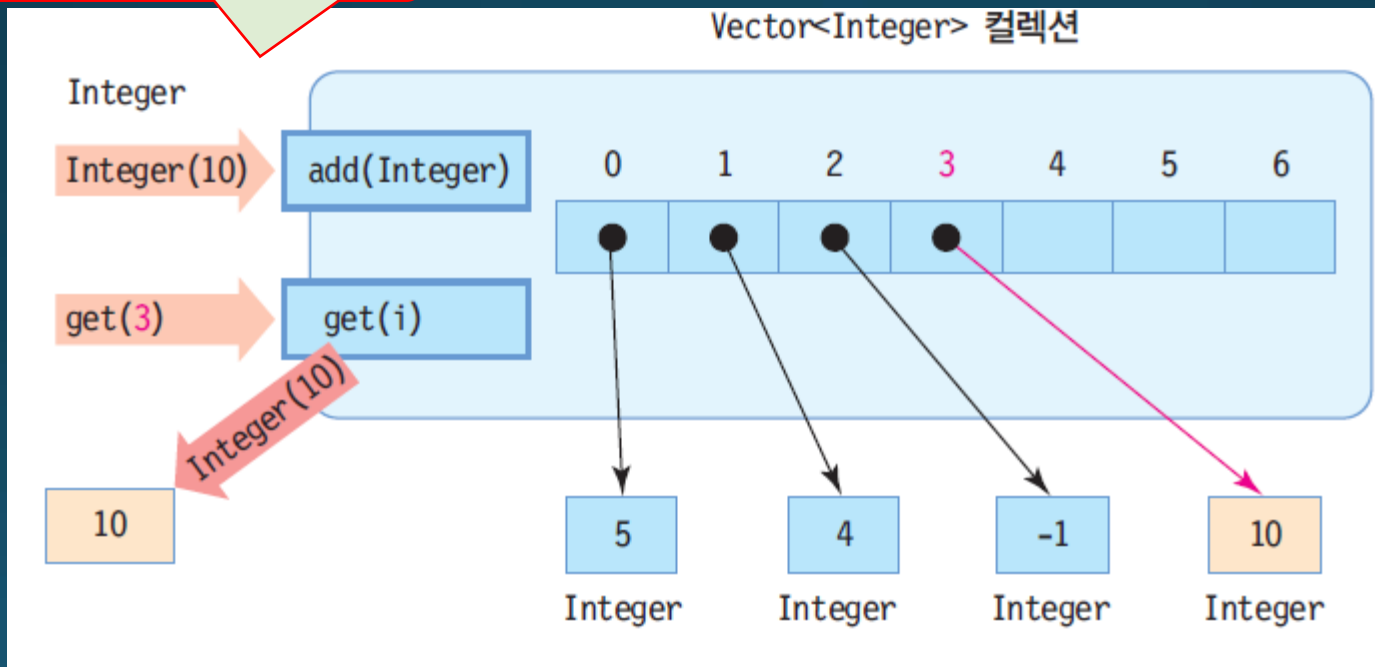 Vector<Integer> 컬렉션
Integer
Integer(10)
add(Integer)
0 1 2 3 4 5 6
get(3)
get(i)
Integer(10)
10
5 4 -1 10
Integer Integer Integer Integer